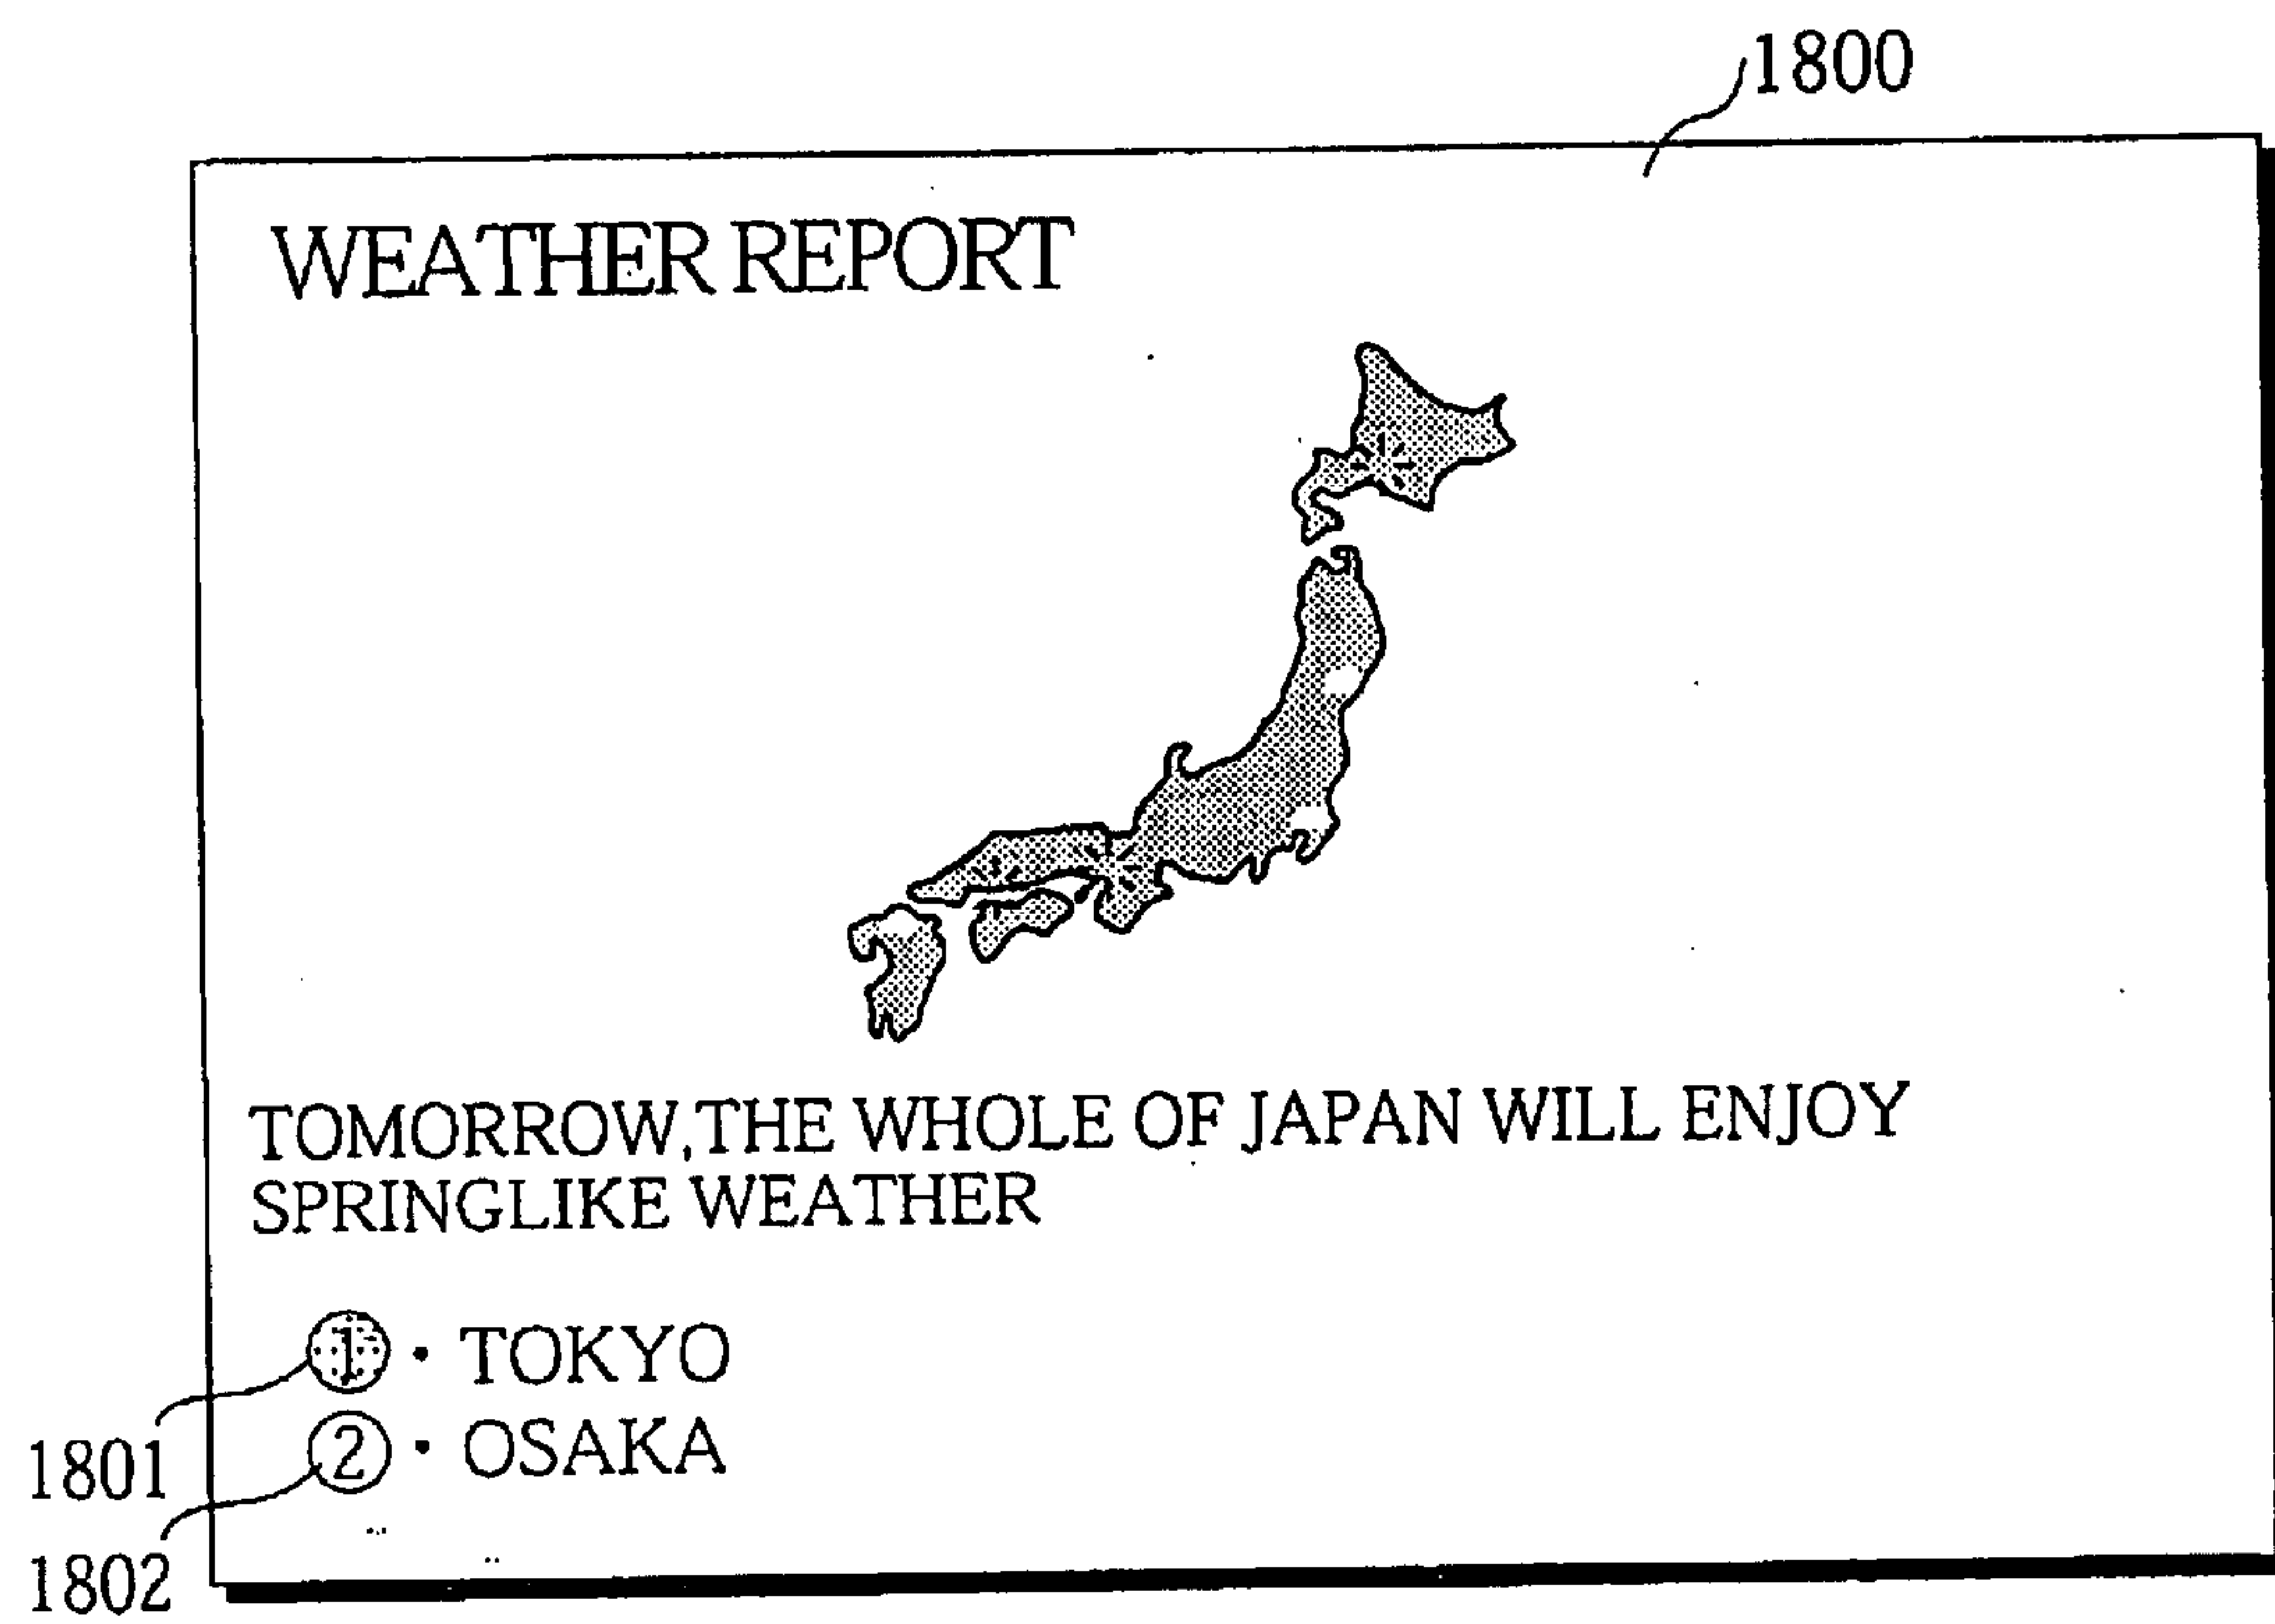 1800
WEATHER REPORT
TOMORROW,THE WHOLE OF JAPAN WILL ENJOY
SPRINGLIKE WEATHER
① · TOKYO
② · OSAKA
1801
1802